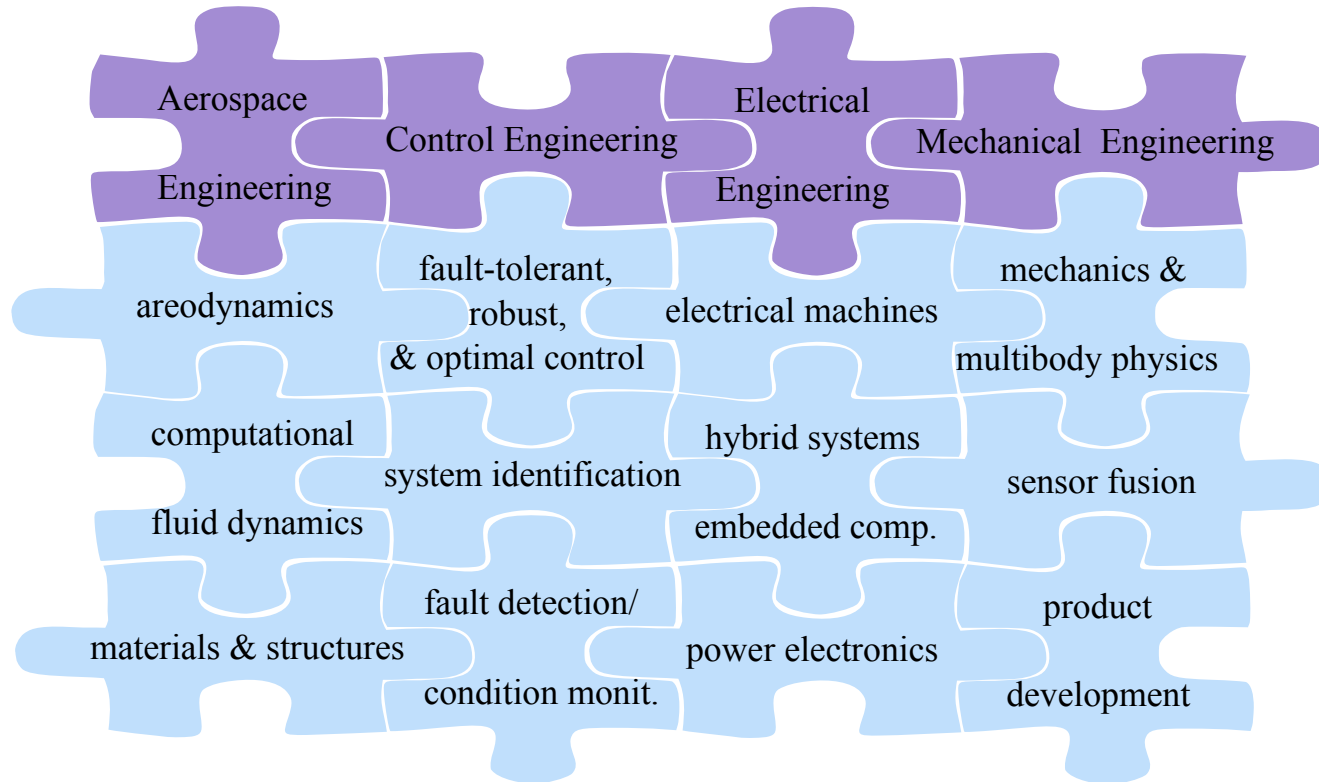 Aerospace
Engineering
Control Engineering
Electrical
Engineering
Mechanical Engineering
areodynamics
fault-tolerant,
robust,
& optimal control
electrical machines
mechanics &
multibody physics
computational
fluid dynamics
system identification
hybrid systems
embedded comp.
sensor fusion
materials & structures
fault detection/
condition monit.
power electronics
product
development